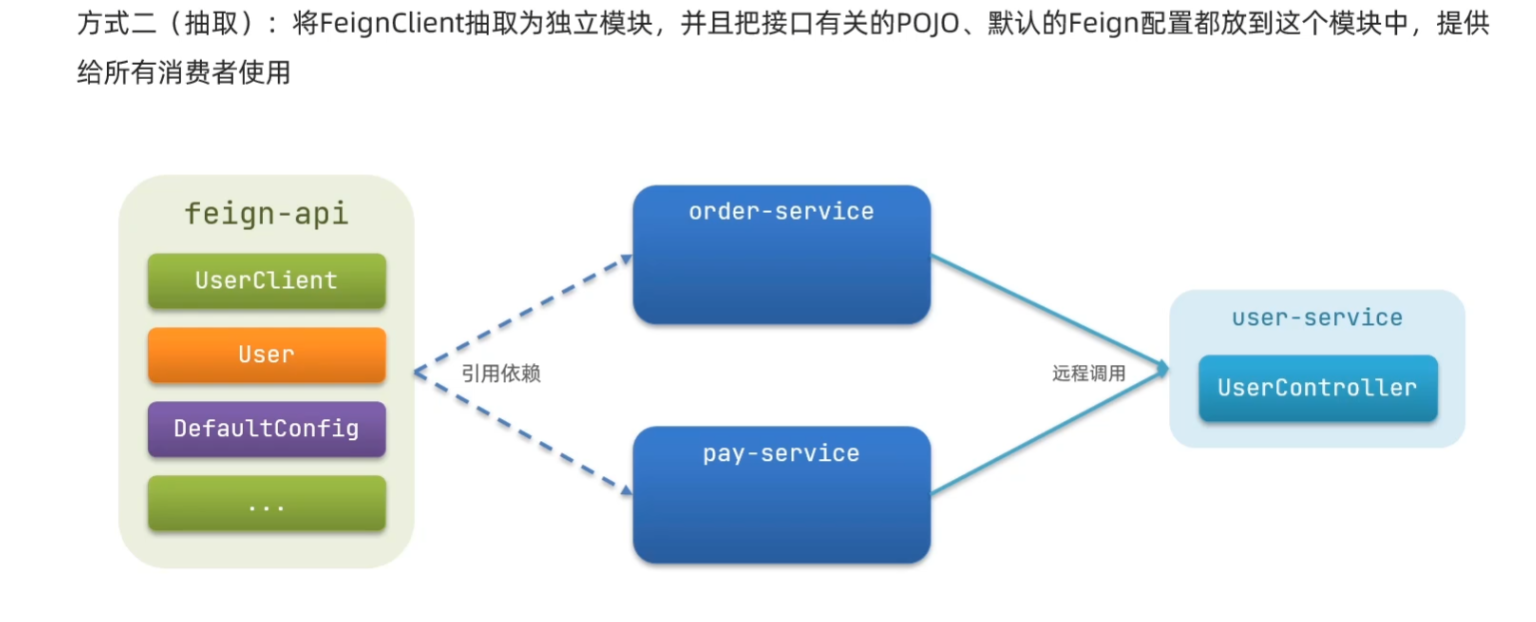 方式二（抽取）：将FeignClient抽取为独立模块，并且把接口有关的POJO、默认的Feign配置都放到这个模块中，提供
给所有消费者使用
feign-api
UserClient
User
DefaultConfig
...
引用依赖
order-service
pay-service
远程调用
user-service
UserController